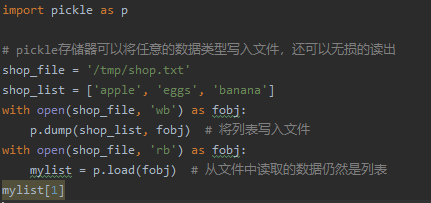 import pickle as p
# pickle存储器可以将任意的数据类型写入文件，还可以无损的读出
shop_file = '/tmp/shop.txt'
shop_list = ['apple', 'eggs', 'banana']
with open(shop_file, 'wb') as fobj:
    p.dump(shop_list, fobj)  # 将列表写入文件
with open(shop_file, 'rb') as fobj:
    mylist = p.load(fobj)  # 从文件中读取的数据仍然是列表
mylist[1]